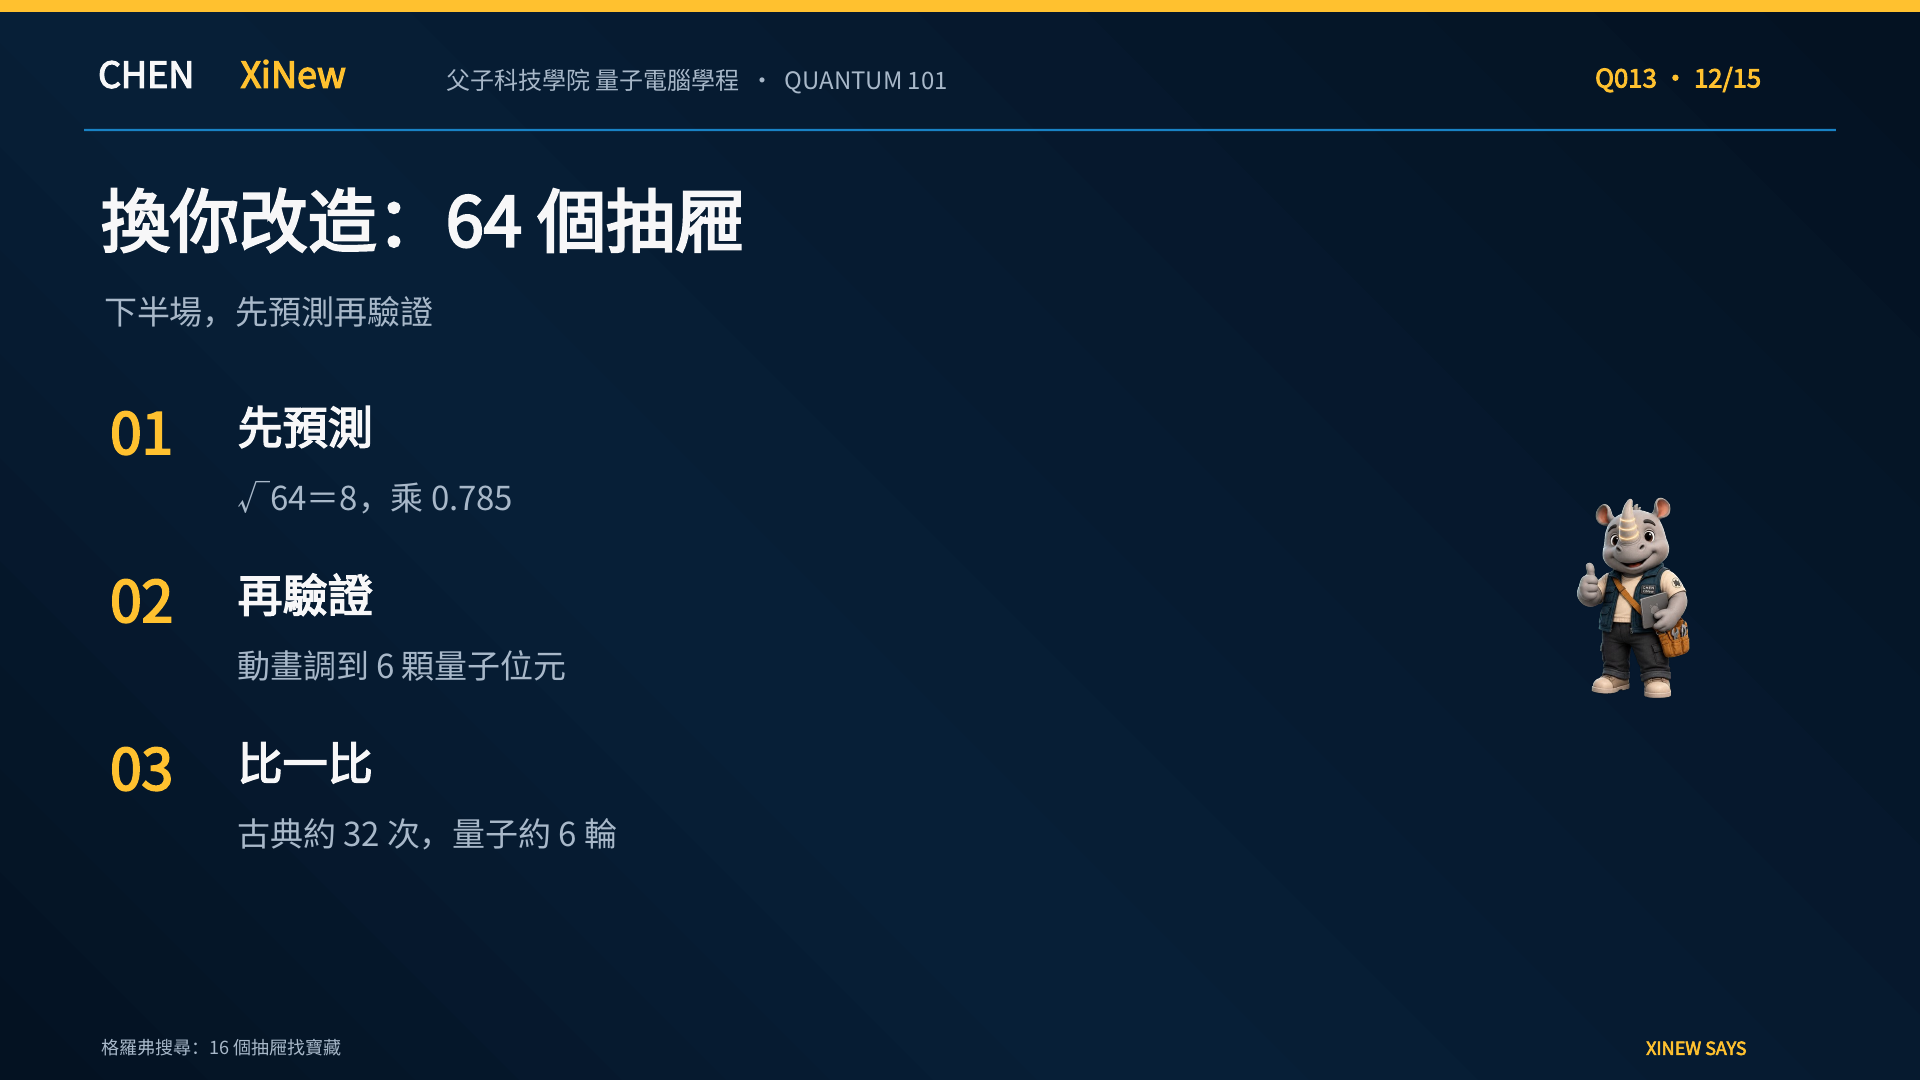 CHEN XiNew 父子科技學院 量子電腦學程 • QUANTUM 101 Q013 • 12/15
換你改造：64 個抽屜
下半場，先預測再驗證
01 先預測
√64＝8，乘 0.785
02 再驗證
動畫調到 6 顆量子位元
03 比一比
古典約 32 次，量子約 6 輪
格羅弗搜尋：16 個抽屜找寶藏 XINEW SAYS